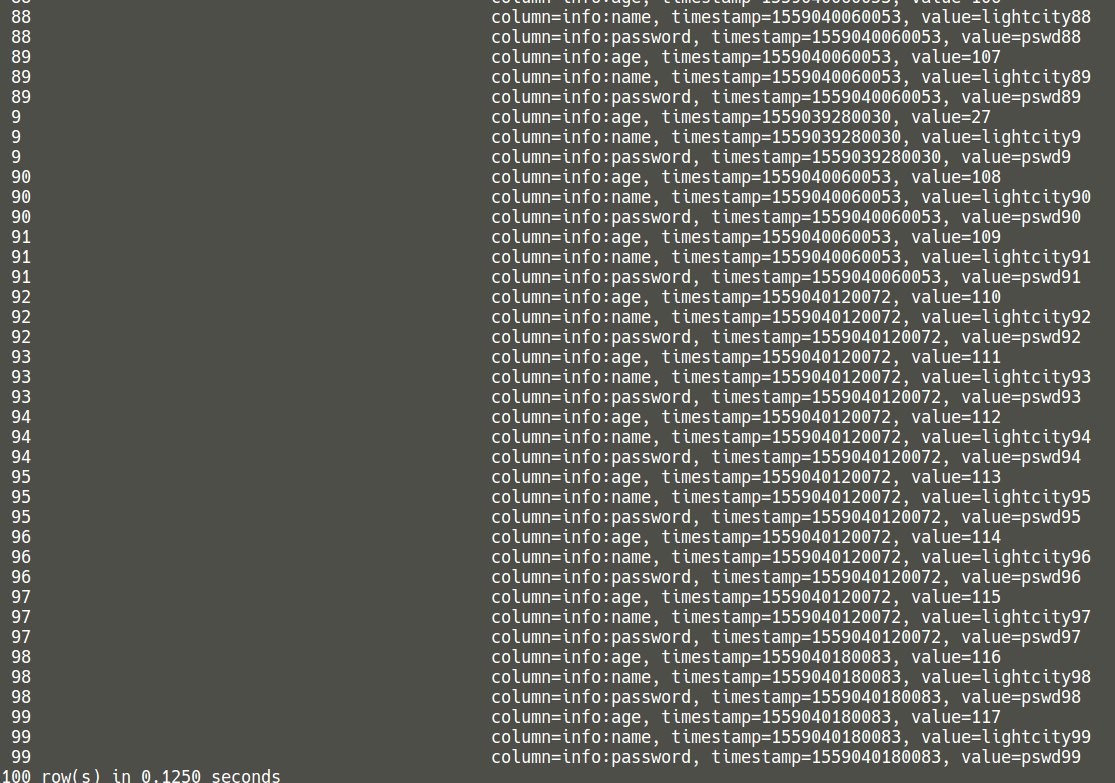 88 column=info:age, timestamp=1559040060053, value=106
88 column=info:name, timestamp=1559040060053, value=lightcity88
88 column=info:password, timestamp=1559040060053, value=pswd88
89 column=info:age, timestamp=1559040060053, value=107
89 column=info:name, timestamp=1559040060053, value=lightcity89
89 column=info:password, timestamp=1559040060053, value=pswd89
9 column=info:age, timestamp=1559039280030, value=27
9 column=info:name, timestamp=1559039280030, value=lightcity9
9 column=info:password, timestamp=1559039280030, value=pswd9
90 column=info:age, timestamp=1559040060053, value=108
90 column=info:name, timestamp=1559040060053, value=lightcity90
90 column=info:password, timestamp=1559040060053, value=pswd90
91 column=info:age, timestamp=1559040060053, value=109
91 column=info:name, timestamp=1559040060053, value=lightcity91
91 column=info:password, timestamp=1559040060053, value=pswd91
92 column=info:age, timestamp=1559040120072, value=110
92 column=info:name, timestamp=1559040120072, value=lightcity92
92 column=info:password, timestamp=1559040120072, value=pswd92
93 column=info:age, timestamp=1559040120072, value=111
93 column=info:name, timestamp=1559040120072, value=lightcity93
93 column=info:password, timestamp=1559040120072, value=pswd93
94 column=info:age, timestamp=1559040120072, value=112
94 column=info:name, timestamp=1559040120072, value=lightcity94
94 column=info:password, timestamp=1559040120072, value=pswd94
95 column=info:age, timestamp=1559040120072, value=113
95 column=info:name, timestamp=1559040120072, value=lightcity95
95 column=info:password, timestamp=1559040120072, value=pswd95
96 column=info:age, timestamp=1559040120072, value=114
96 column=info:name, timestamp=1559040120072, value=lightcity96
96 column=info:password, timestamp=1559040120072, value=pswd96
97 column=info:age, timestamp=1559040120072, value=115
97 column=info:name, timestamp=1559040120072, value=lightcity97
97 column=info:password, timestamp=1559040120072, value=pswd97
98 column=info:age, timestamp=1559040180083, value=116
98 column=info:name, timestamp=1559040180083, value=lightcity98
98 column=info:password, timestamp=1559040180083, value=pswd98
99 column=info:age, timestamp=1559040180083, value=117
99 column=info:name, timestamp=1559040180083, value=lightcity99
99 column=info:password, timestamp=1559040180083, value=pswd99
100 row(s) in 0.1250 seconds